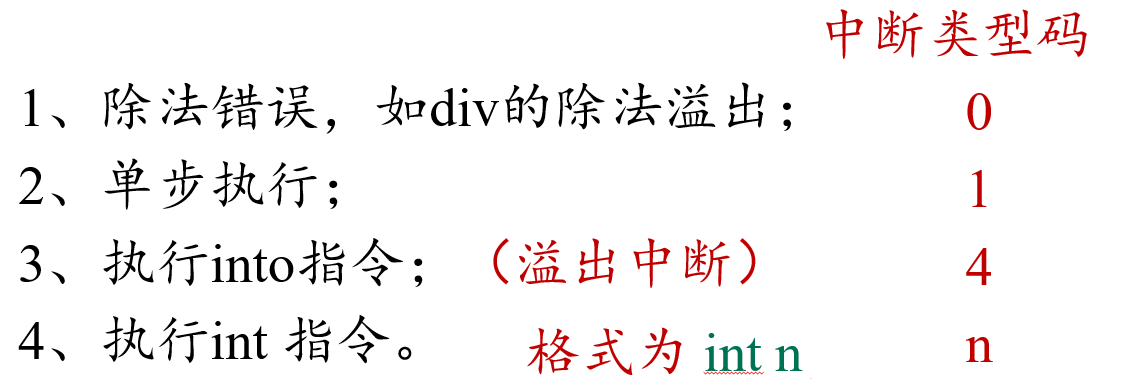 中断类型码
1、除法错误，如div的除法溢出； 0
2、单步执行； 1
3、执行into指令；（溢出中断） 4
4、执行int 指令。 格式为 int n n